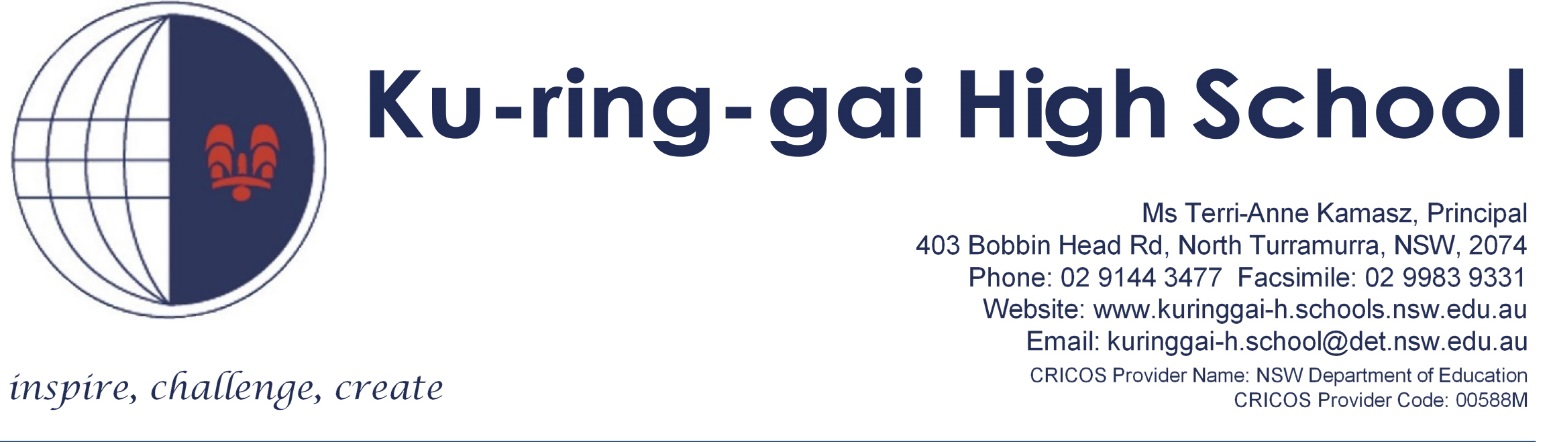 Ku-ring-gai High School
Ms Terri-Anne Kamasz, Principal
403 Bobbin Head Rd, North Turramurra, NSW, 2074
Phone: 02 9144 3477  Facsimile: 02 9983 9331
Website: www.kuringgai-h.schools.nsw.edu.au
Email: kuringgai-h.school@det.nsw.edu.au
CRICOS Provider Name: NSW Department of Education
CRICOS Provider Code: 00588M
inspire, challenge, create